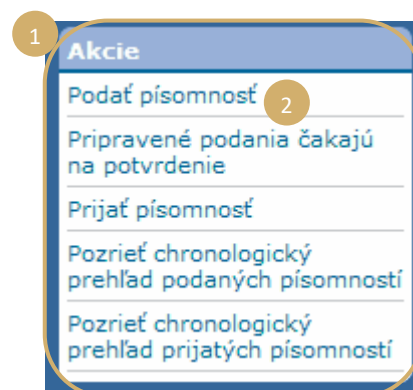 1
Akcie
Podať písomnosť 2
Pripravené podania čakajú
na potvrdenie
Prijať písomnosť
Pozrieť chronologický
prehľad podaných písomností
Pozrieť chronologický
prehľad prijatých písomností